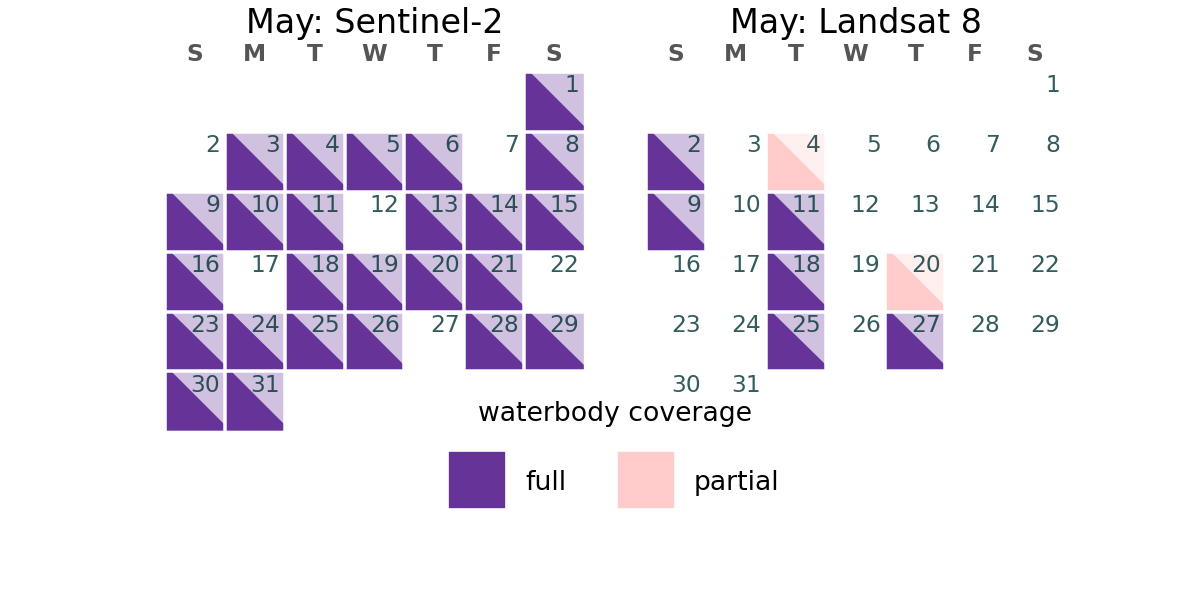 May: Sentinel-2
S M T W T F S
1
2 3 4 5 6 7 8
9 10 11 12 13 14 15
16 17 18 19 20 21 22
23 24 25 26 27 28 29
30 31
May: Landsat 8
S M T W T F S
1
2 3 4 5 6 7 8
9 10 11 12 13 14 15
16 17 18 19 20 21 22
23 24 25 26 27 28 29
30 31
waterbody coverage
full
partial